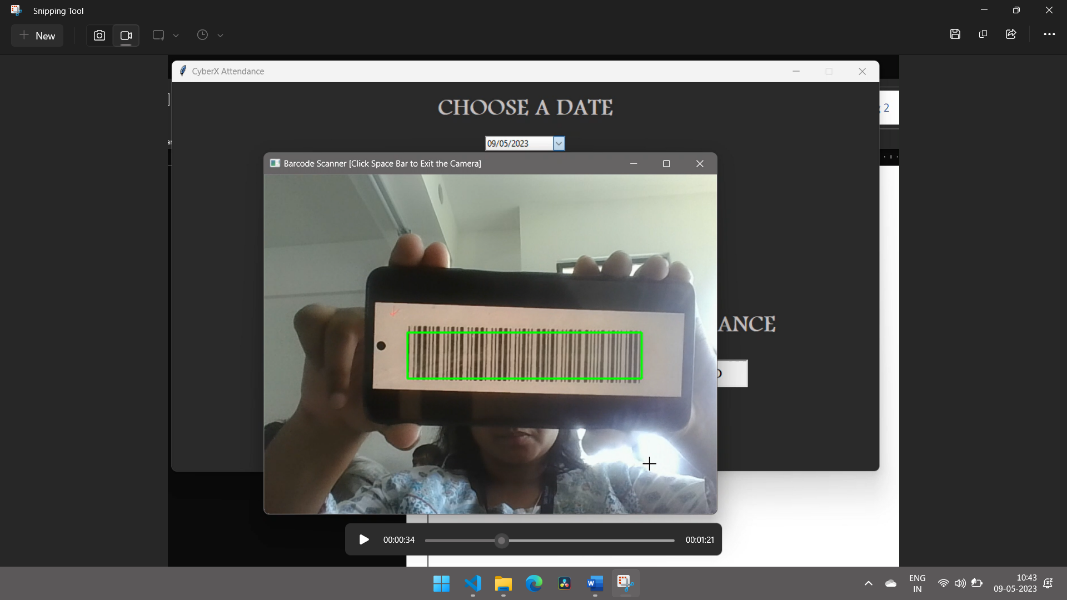 Snipping Tool
New
CyberX Attendance
2
CHOOSE A DATE
09/05/2023
Barcode Scanner [Click Space Bar to Exit the Camera]
ANCE
00:00:34
00:01:21
ENG
IN
10:43
09-05-2023